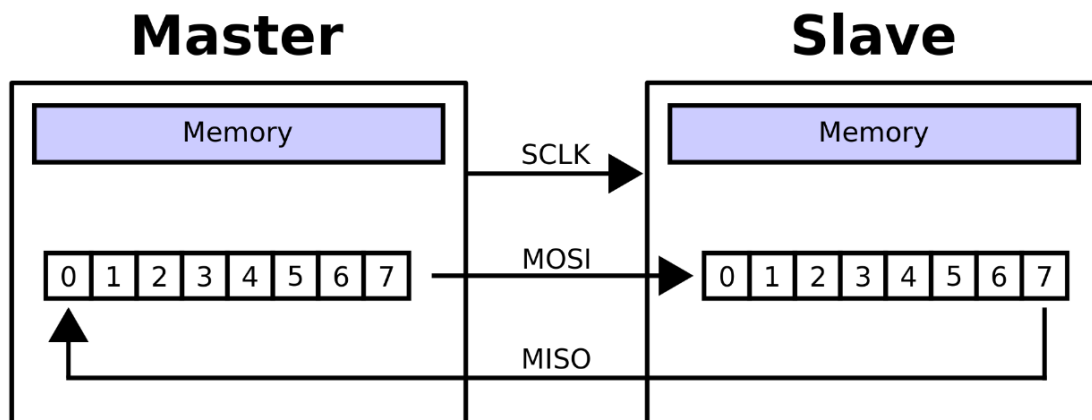 Master
Slave
Memory
Memory
SCLK
MOSI
0 1 2 3 4 5 6 7
0 1 2 3 4 5 6 7
MISO